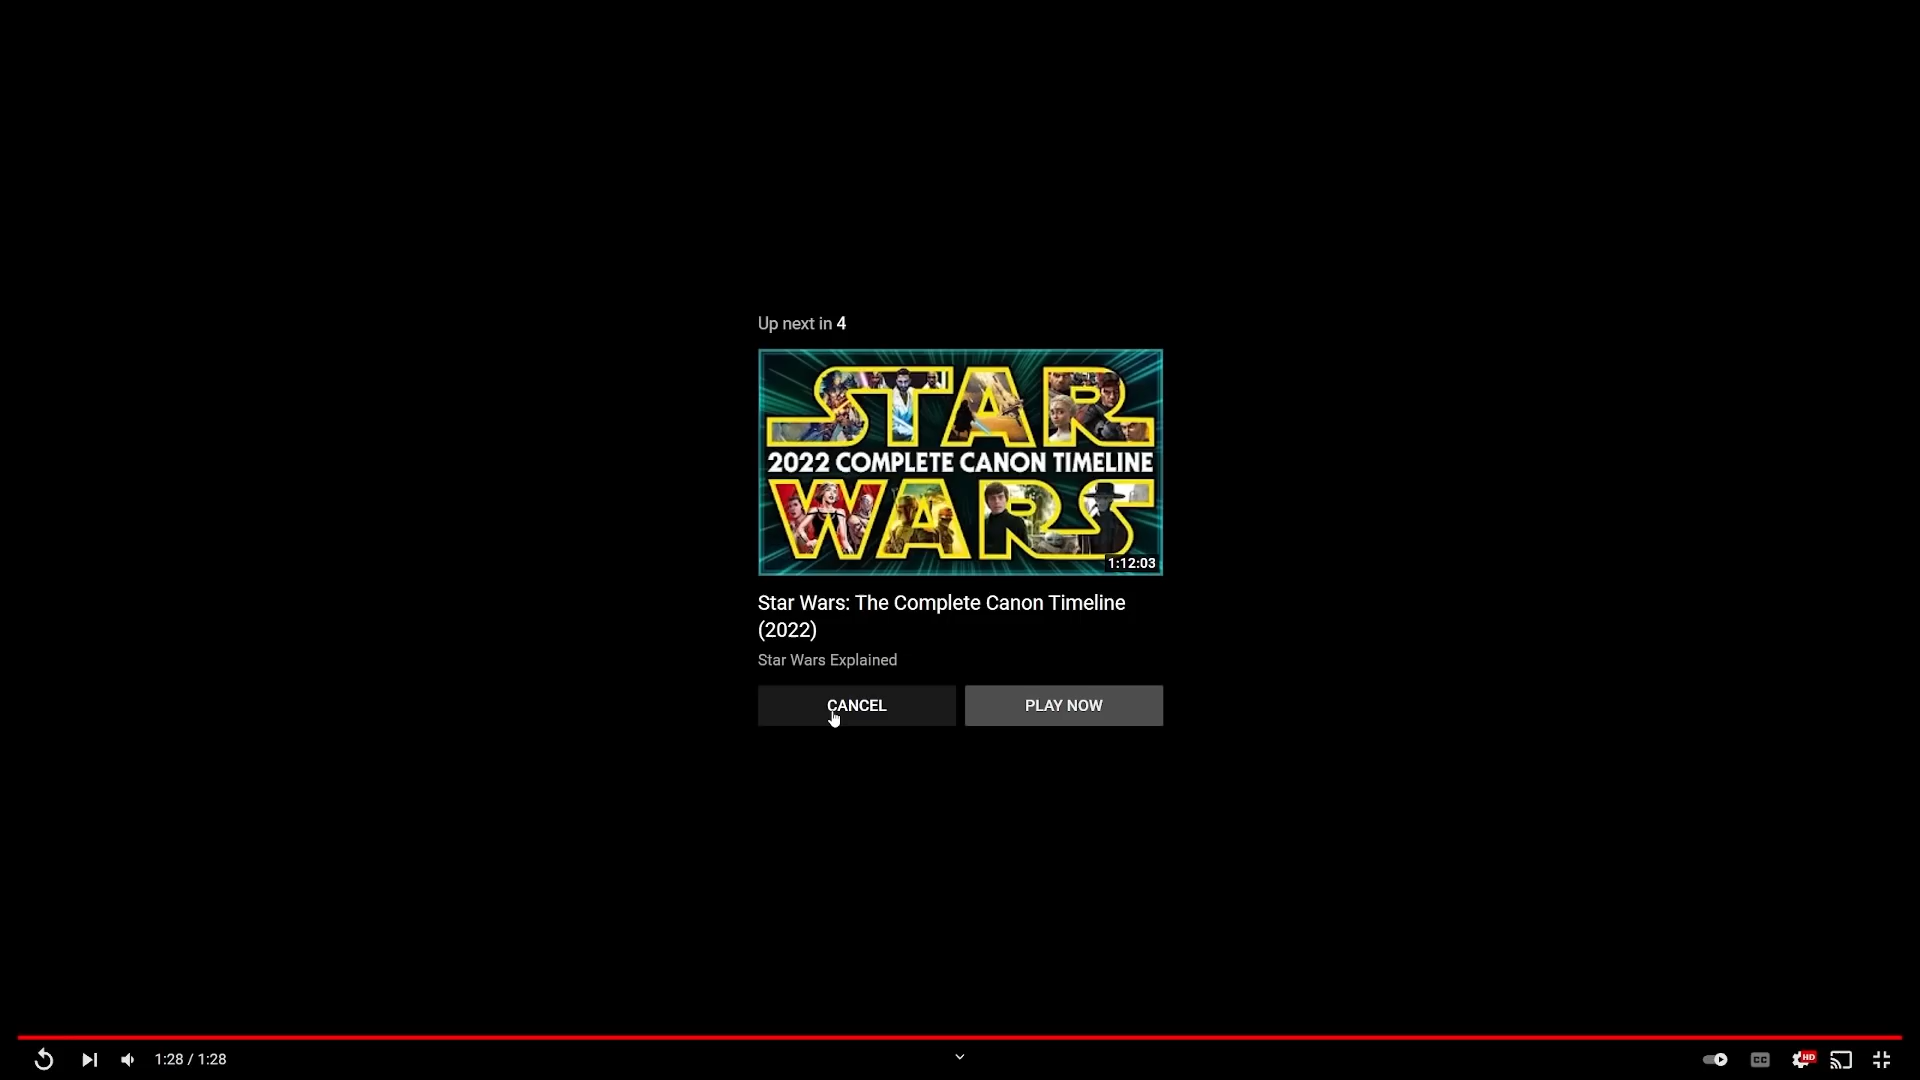 Up next in 4
STAR
2022 COMPLETE CANON TIMELINE
WARS
1:12:03
Star Wars: The Complete Canon Timeline
(2022)
Star Wars Explained
CANCEL PLAY NOW
1:28 / 1:28
CC HD